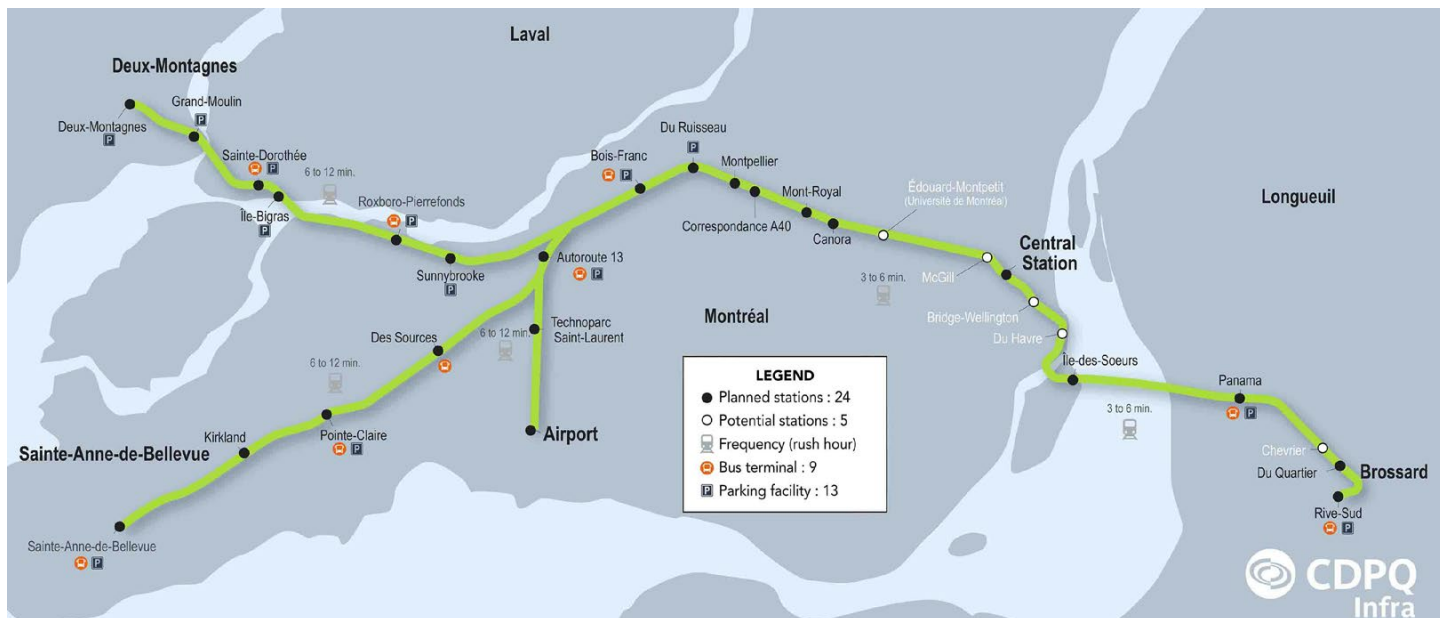 Laval
Deux-Montagnes
Grand-Moulin
Deux-Montagnes
P
P
Sainte-Dorothée
P
6 to 12 min.
Île-Bigras
P
Roxboro-Pierrefonds
P
Sunnybrooke
P
Bois-Franc
P
Du Ruisseau
P
Montpellier
Correspondance A40
Mont-Royal
Canora
Édouard-Montpetit
(Université de Montréal)
Longueuil
Central
Station
McGill
3 to 6 min.
Bridge-Wellington
Du Havre
Île-des-Soeurs
Autoroute 13
P
Technoparc
Saint-Laurent
6 to 12 min.
Airport
Des Sources
6 to 12 min.
Pointe-Claire
P
Kirkland
Sainte-Anne-de-Bellevue
Sainte-Anne-de-Bellevue
P
Montréal
LEGEND
Planned stations : 24
Potential stations : 5
Frequency (rush hour)
Bus terminal : 9
P Parking facility : 13
Panama
P
3 to 6 min.
Chevrier
Du Quartier
Brossard
Rive-Sud
P
CDPQ
Infra